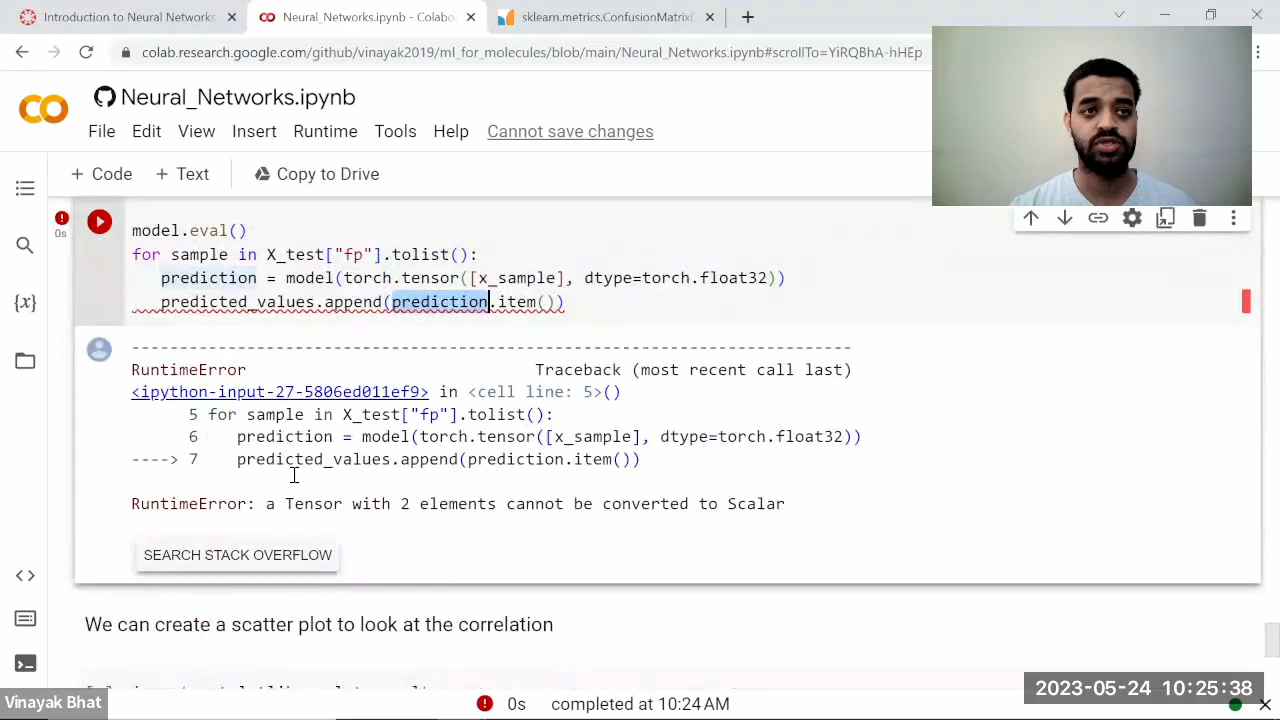 Introduction to Neural Networks
Neural_Networks.ipynb - Colabo
sklearn.metrics.ConfusionMatrix
colab.research.google.com/github/vinayak2019/ml_for_molecules/blob/main/Neural_Networks.ipynb#scrollTo=YiRQBhA-hHEp
Neural_Networks.ipynb
File Edit View Insert Runtime Tools Help Cannot save changes
+ Code + Text Copy to Drive
0s
model.eval()
for sample in X_test["fp"].tolist():
prediction = model(torch.tensor([x_sample], dtype=torch.float32))
predicted_values.append(prediction.item())
---------------------------------------------------------------------------
RuntimeError Traceback (most recent call last)
<ipython-input-27-5806ed011ef9> in <cell line: 5>()
5 for sample in X_test["fp"].tolist():
6 prediction = model(torch.tensor([x_sample], dtype=torch.float32))
----> 7 predicted_values.append(prediction.item())
RuntimeError: a Tensor with 2 elements cannot be converted to Scalar
SEARCH STACK OVERFLOW
We can create a scatter plot to look at the correlation
Vinayak Bhat
0s completed at 10:24 AM
2023-05-24 10:25:38